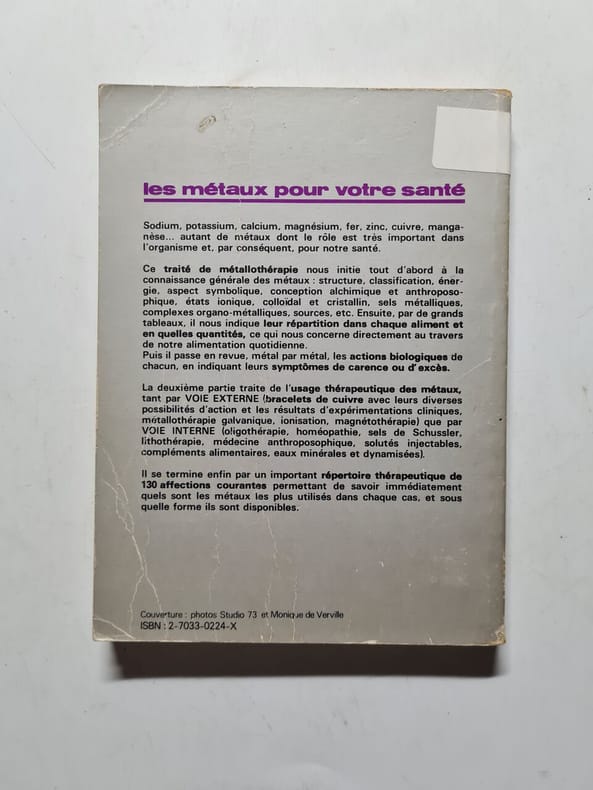 les métaux pour votre santé
Sodium, potassium, calcium, magnésium, fer, zinc, cuivre, manga-
nèse... autant de métaux dont le rôle est très important dans
l'organisme et, par conséquent, pour notre santé.
Ce traité de métallothérapie nous initie tout d'abord à la
connaissance générale des métaux : structure, classification, éner-
gie, aspect symbolique, conception alchimique et anthroposo-
phique, états ionique, colloïdal et cristallin, sels métalliques,
complexes organo-métalliques, sources, etc. Ensuite, par de grands
tableaux, il nous indique leur répartition dans chaque aliment et
en quelles quantités, ce qui nous concerne directement au travers
de notre alimentation quotidienne.
Puis il passe en revue, métal par métal, les actions biologiques de
chacun, en indiquant leurs symptômes de carence ou d'excès.
La deuxième partie traite de l'usage thérapeutique des métaux,
tant par VOIE EXTERNE (bracelets de cuivre avec leurs diverses
possibilités d'action et les résultats d'expérimentations cliniques,
métallothérapie galvanique, ionisation, magnétothérapie) que par
VOIE INTERNE (oligothérapie, homéopathie, sels de Schussler,
lithothérapie, médecine anthroposophique, solutés injectables,
compléments alimentaires, eaux minérales et dynamisées).
Il se termine enfin par un important répertoire thérapeutique de
130 affections courantes permettant de savoir immédiatement
quels sont les métaux les plus utilisés dans chaque cas, et sous
quelle forme ils sont disponibles.
Couverture : photos Studio 73 et Monique de Verville
ISBN : 2-7033-0224-X